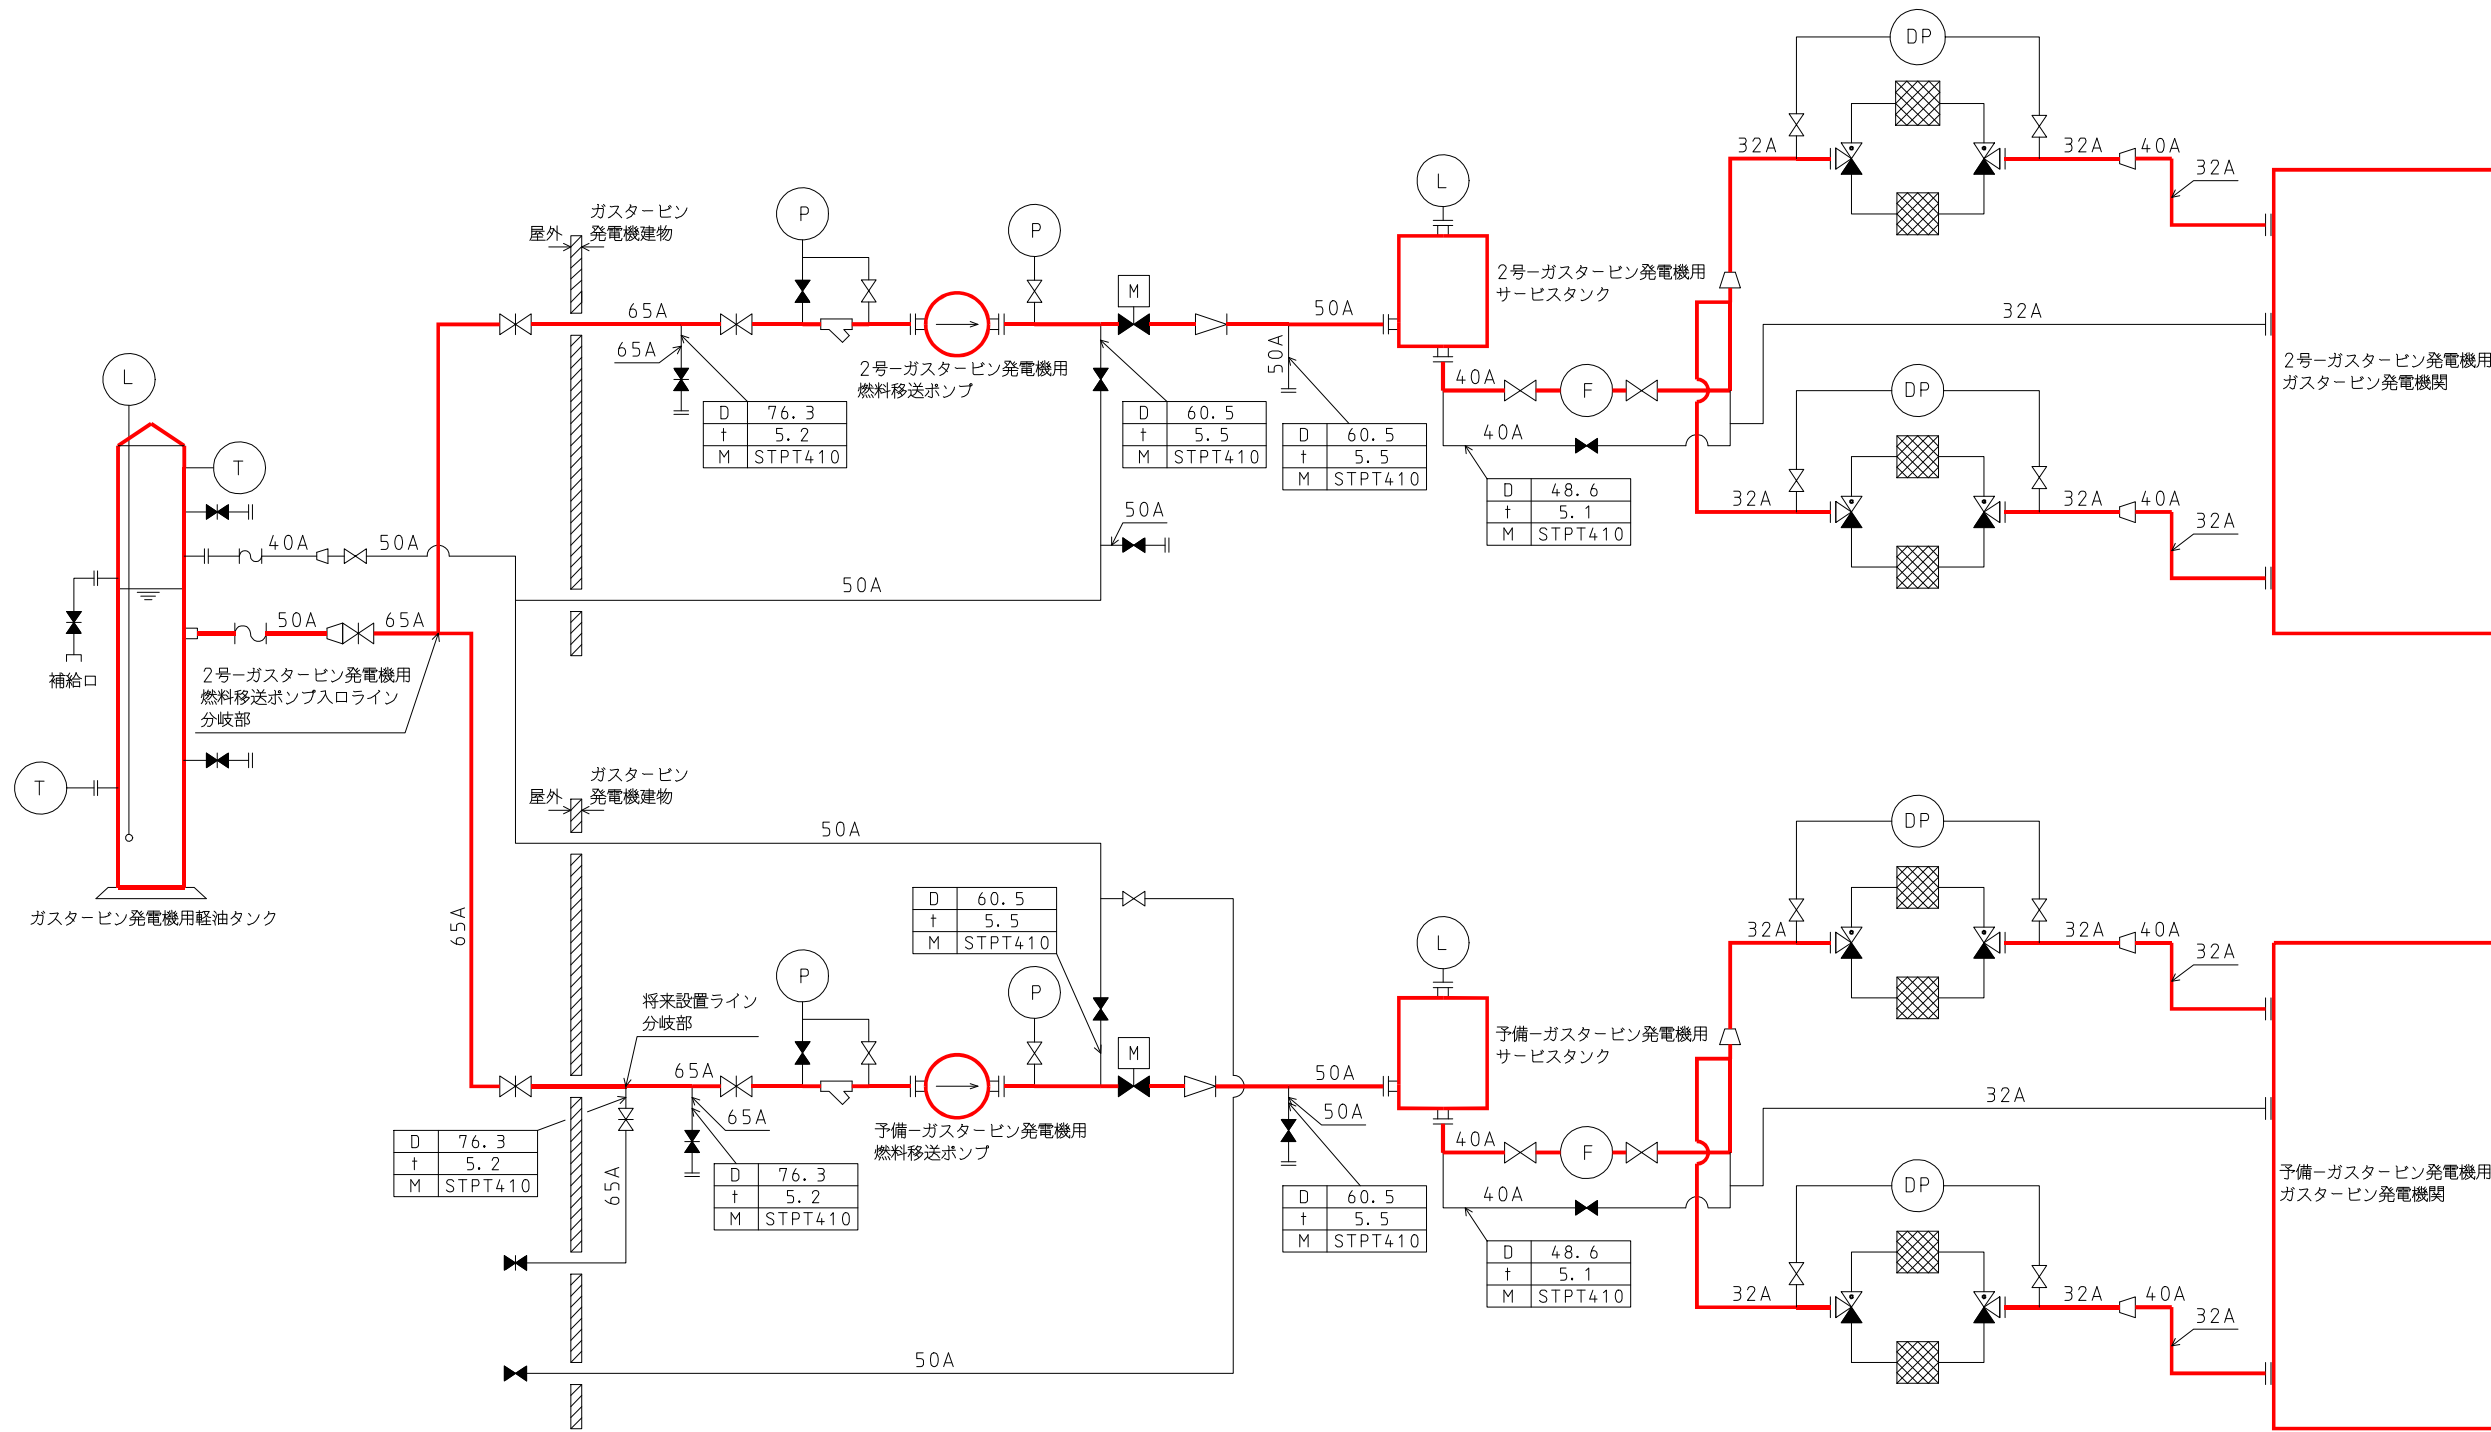 DP
32A
32A
40A
32A
L
ガスタービン
屋外
発電機建物
P
P
M
65A
50A
2号−ガスタービン発電機用
サービスタンク
32A
65A
50A
2号−ガスタービン発電機用
燃料移送ポンプ
40A
F
DP
2号−ガスタービン発電機用
ガスタービン発電機関
L
D 76.3
t 5.2
M STPT410
D 60.5
t 5.5
M STPT410
D 60.5
t 5.5
M STPT410
40A
T
D 48.6
t 5.1
M STPT410
32A
32A
40A
32A
50A
40A
50A
50A
50A
65A
補給口
2号−ガスタービン発電機用
燃料移送ポンプ入口ライン
分岐部
T
ガスタービン
屋外
発電機建物
50A
DP
ガスタービン発電機用軽油タンク
65A
D 60.5
t 5.5
M STPT410
L
32A
32A
40A
32A
将来設置ライン
分岐部
P
P
M
65A
50A
予備−ガスタービン発電機用
サービスタンク
32A
65A
50A
予備−ガスタービン発電機用
燃料移送ポンプ
40A
F
D 76.3
t 5.2
M STPT410
65A
D 76.3
t 5.2
M STPT410
D 60.5
t 5.5
M STPT410
40A
DP
予備−ガスタービン発電機用
ガスタービン発電機関
D 48.6
t 5.1
M STPT410
32A
32A
40A
32A
50A